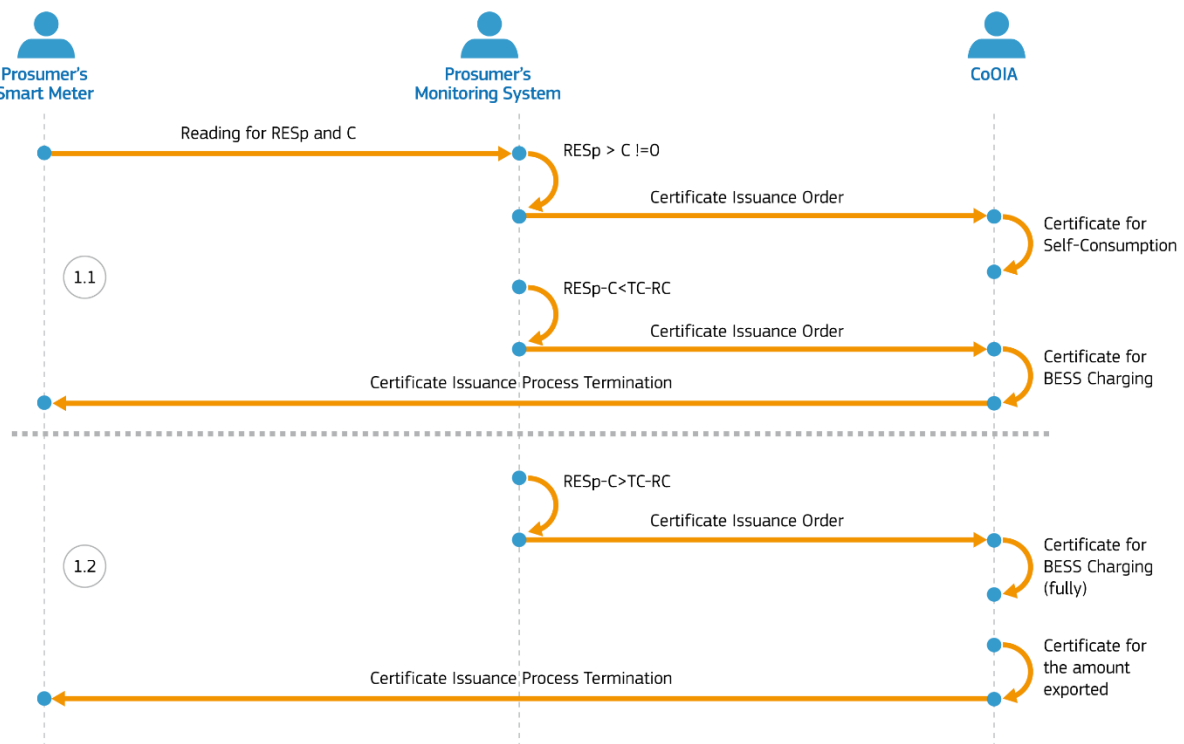 Prosumer's
Smart Meter
Prosumer's
Monitoring System
CoOIA
Reading for RESp and C
RESp > C !=0
Certificate Issuance Order
Certificate for
Self-Consumption
1.1
RESp-C<TC-RC
Certificate Issuance Order
Certificate for
BESS Charging
Certificate Issuance Process Termination
RESp-C>TC-RC
Certificate Issuance Order
1.2
Certificate for
BESS Charging
(fully)
Certificate for
the amount
exported
Certificate Issuance Process Termination